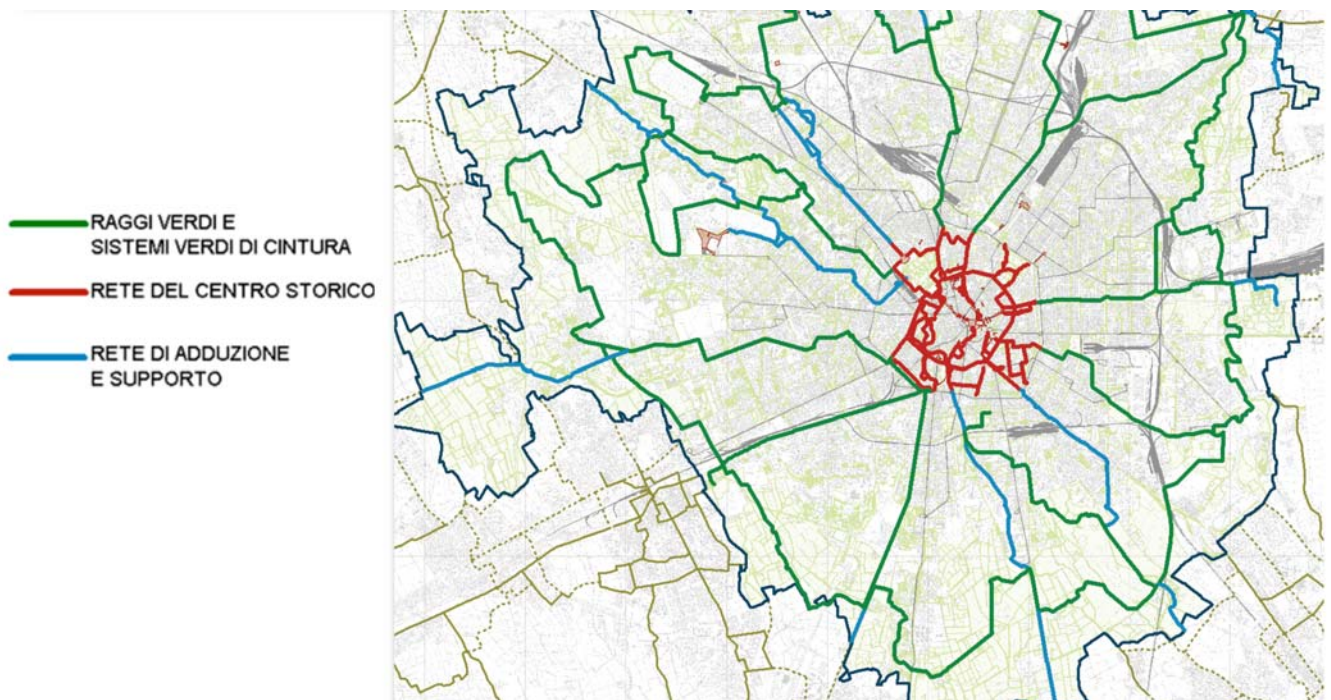 RAGGI VERDI E
SISTEMI VERDI DI CINTURA
RETE DEL CENTRO STORICO
RETE DI ADDUZIONE
E SUPPORTO